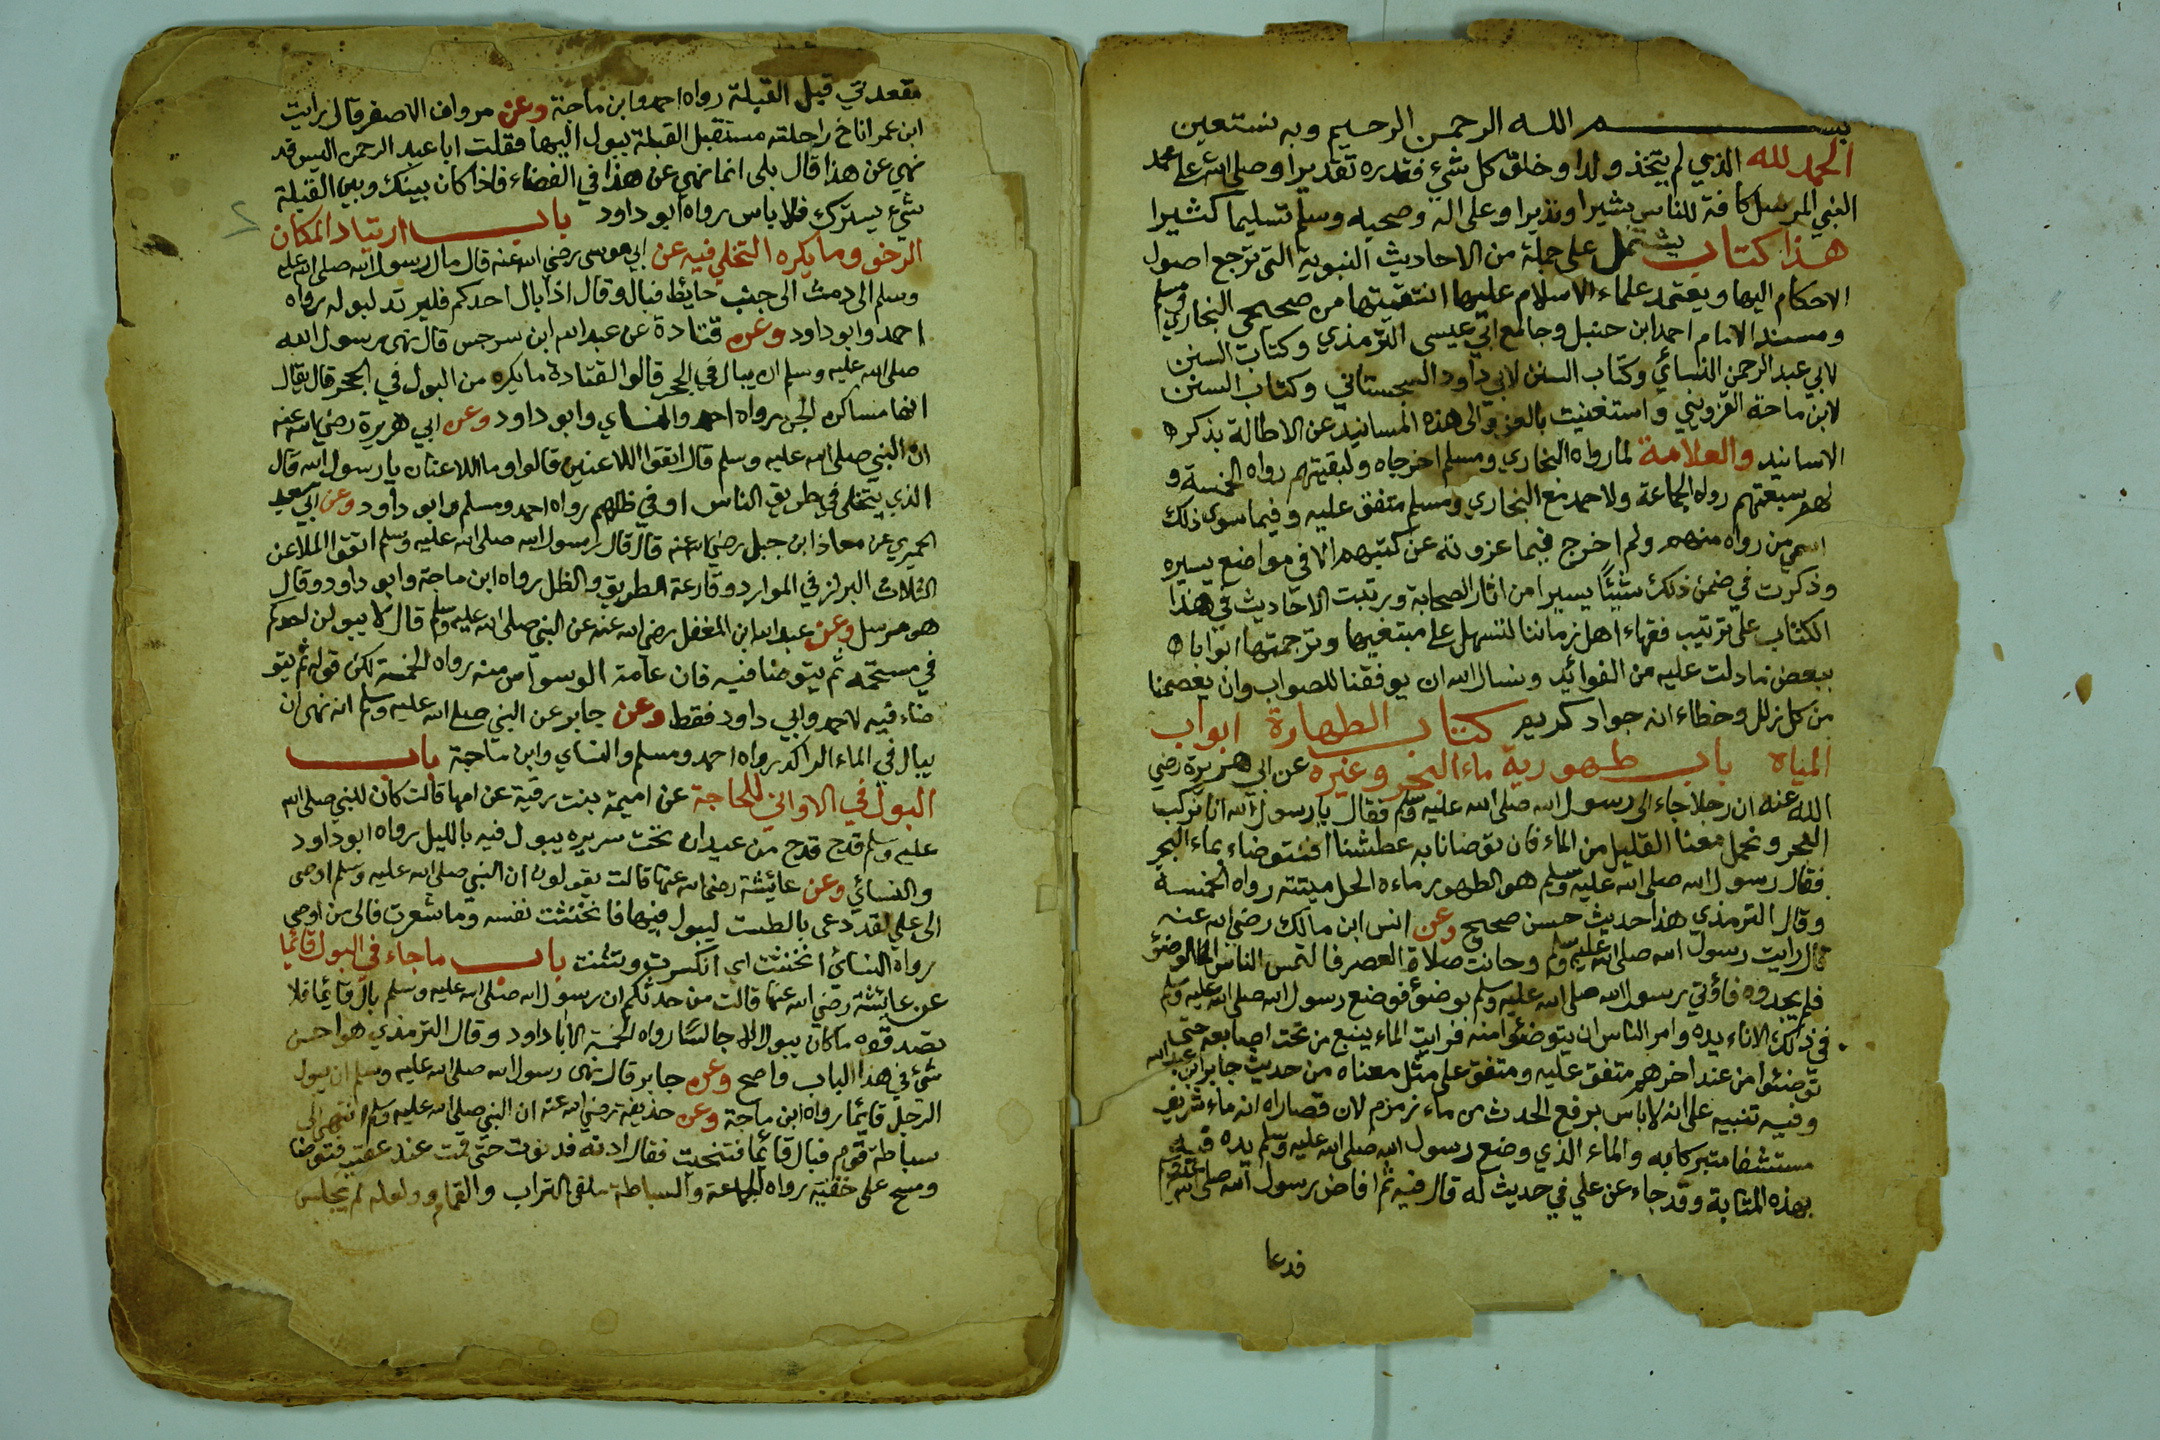 بســـــم الله الرحمن الرحيم وبه نستعين
الحمد لله الذي لم يتخذ ولدا وخلق كل شيء فقدره تقديرا وصلى الله على محمد
النبي المرسل كافة للناس بشيرا ونذيرا وعلى اله وصحبه وسلم تسليما كثيرا
هذا كتاب يشتمل على جملة من الاحاديث النبوية التى ترجع اصول
الاحكام اليها ويعتمد علماء الاسلام عليها انتقيتها من صحيحي البخاري ومسلم
ومسند الامام احمد ابن حنبل وجامع ابي عيسى الترمذي وكتاب السنن
لابي عبد الرحمن النسائي وكتاب السنن لابي داود السجستاني وكتاب السنن
لابن ماجة القزويني واستغنيت بالعزو الى هذه المسانيد عن الاطالة بذكر
الاسانيد والعلامة لما رواه البخاري ومسلم اخرجاه ولبقيتهم رواه الخمسة و
لهم سبعتهم رواه الجماعة ولاحمد مع البخاري ومسلم متفق عليه وفيما سوى ذلك
اسمي من رواه منهم ولم اخرج فيما عزوته عن كتبهم الا في مواضع يسيره
وذكرت في ضمن ذلك شيئا يسيرا من اثار الصحابة ورتبت الاحاديث في هذا
الكتاب على ترتيب فقهاء اهل زماننا لتسهل على مبتغيها وترجمتها ابوابا
ببعض ما دلت عليه من الفوائد ونسال الله ان يوفقنا للصواب وان يعصمنا
من كل زلل وخطاء انه جواد كريم كتاب الطهارة ابواب
المياه باب طهورية ماء البحر وغيره عن ابي هريرة رضي
الله عنه ان رجلا جاء الى رسول الله صلى الله عليه وسلم فقال يا رسول الله انا نركب
البحر ونحمل معنا القليل من الماء فان توضانا به عطشنا افنتوضاء بماء البحر
فقال رسول الله صلى الله عليه وسلم هو الطهور ماءه الحل ميتته رواه الخمسة
وقال الترمذي هذا حديث حسن صحيح وعن انس ابن مالك رضي الله عنه
قال رايت رسول الله صلى الله عليه وسلم وحانت صلاة العصر فالتمس الناس الوضوء
فلم يجدوه فاؤتي رسول الله صلى الله عليه وسلم بوضوء فوضع رسول الله صلى الله عليه وسلم
في ذلك الاناء يده وامر الناس ان يتوضئوا منه فرايت الماء ينبع من تحت اصابعه حتى
توضئوا من عند اخرهم متفق عليه ومتفق على مثل معناه من حديث جابر ابن عبد الله
وفيه تنبيه على انه لا باس برفع الحدث من ماء زمزم لان قصاراه انه ماء شريف
مستشفا متبركا به والماء الذي وضع رسول الله صلى الله عليه وسلم يده فيه
بهذه المثابة وقد جاء عن علي في حديث له قال فيه ثم افاض رسول الله صلى الله عليه وسلم
فدعا
مقعدتي قبل القبلة رواه احمد وابن ماجة وعن مروان الاصفر قال رايت
ابن عمر اناخ راحلته مستقبل القبلة يبول اليها فقلت ابا عبد الرحمن اليس قد
نهي عن هذا قال بلى انما نهي عن هذا في الفضاء فاذا كان بينك وبين القبلة
شيء يسترك فلا باس رواه ابو داود باب ارتياد المكان
الرخو وما يكره التخلي فيه عن ابي موسى رضي الله عنه قال مال رسول الله صلى الله عليه
وسلم الى دمث الى جنب حايط فبال وقال اذا بال احدكم فليرتد لبوله رواه
احمد وابو داود وعن قتادة عن عبد الله ابن سرجس قال نهى رسول الله
صلى الله عليه وسلم ان يبال في الجحر قالوا لقتادة ما يكره من البول في الجحر قال يقال
انها مساكن الجن رواه احمد والنساي وابو داود وعن ابي هريرة رضي الله عنه
ان النبي صلى الله عليه وسلم قال اتقوا اللاعنين قالوا وما اللاعنان يا رسول الله قال
الذي يتخلى في طريق الناس او في ظلهم رواه احمد ومسلم وابو داود وعن ابي سعيد
الحميري عن معاذ ابن جبل رضي الله عنه قال قال رسول الله صلى الله عليه وسلم اتقوا الملاعن
الثلاث البراز في الموارد وقارعة الطريق والظل رواه ابن ماجة وابو داود وقال
هو مرسل وعن عبد الله ابن المغفل رضي الله عنه عن النبي صلى الله عليه وسلم قال لا يبولن احدكم
في مستحمه ثم يتوضا فيه فان عامة الوسواس منه رواه الخمسة لكن قوله ثم يتو
ضاء فيه لاحمد وابي داود فقط وعن جابر عن النبي صلى الله عليه وسلم انه نهى ان
يبال في الماء الراكد رواه احمد ومسلم والنساي وابن ماجة باب
البول في الاواني للحاجة عن اميمة بنت رقية عن امها قالت كان للنبي صلى الله
عليه وسلم قدح قدح من عيدان تحت سريره يبول فيه بالليل رواه ابو داود
والنسائي وعن عائشة رضي الله عنها قالت يقولون ان النبي صلى الله عليه وسلم اوصى
الى علي لقد دعى بالطست ليبول فيها فانخنثت نفسه وما شعرت فالى من اوصي
رواه النسائ انخنثت اي انكسرت وتثنت باب ما جاء في البول قائما
عن عايشة رضي الله عنها قالت من حدثكم ان رسول الله صلى الله عليه وسلم بال قايما فلا
تصدقوه ما كان يبول الا جالسا رواه الخمسة الا ابا داود وقال الترمذي هو احسن
شيء في هذا الباب واصح وعن جابر قال نهى رسول الله صلى الله عليه وسلم ان يبول
الرجل قايما رواه ابن ماجة وعن حذيفة رضي الله عنه ان النبي صلى الله عليه وسلم انتهى الى
سباطة قوم فبال قائما فتنحيت فقال ادنه فدنوت حتى قمت عند عقبيه فتوضا
ومسح على خفيه رواه الجماعة والسباطة ملقى التراب والقمام ولعله لم يجلس